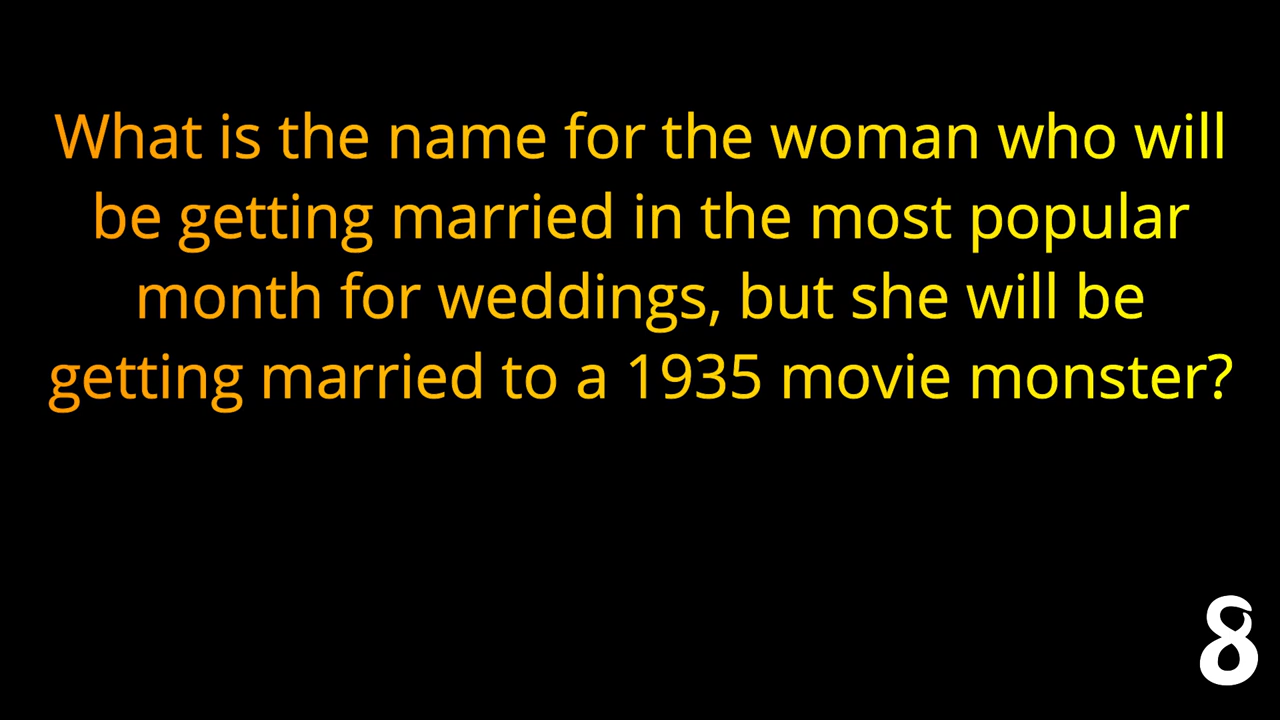 What is the name for the woman who will
be getting married in the most popular
month for weddings, but she will be
getting married to a 1935 movie monster?
8